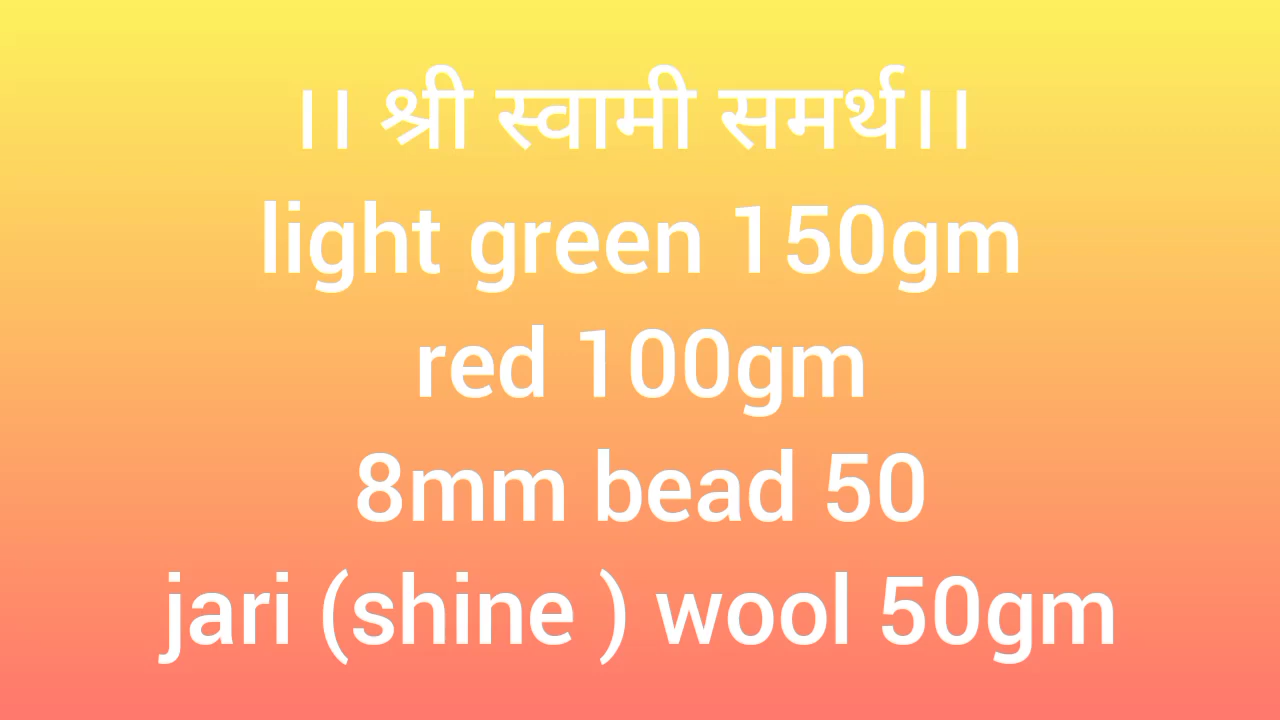 ।। श्री स्वामी समर्थ।।
light green 150gm
red 100gm
8mm bead 50
jari (shine ) wool 50gm